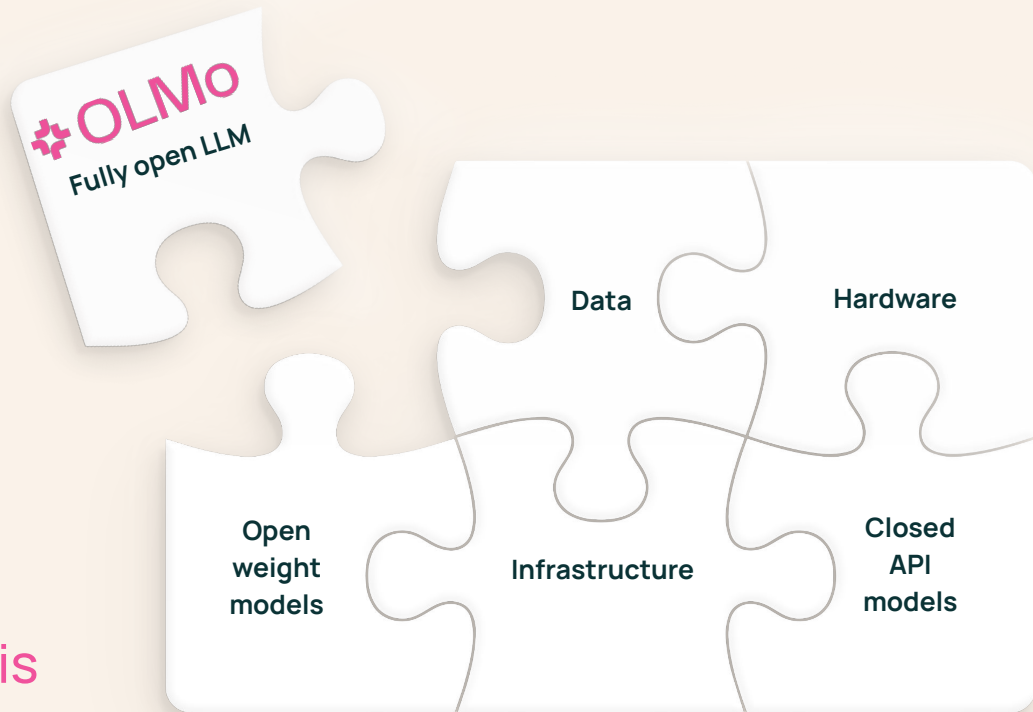 OLMo
Fully open LLM
Data
Hardware
Open
weight
models
Infrastructure
Closed
API
models
is